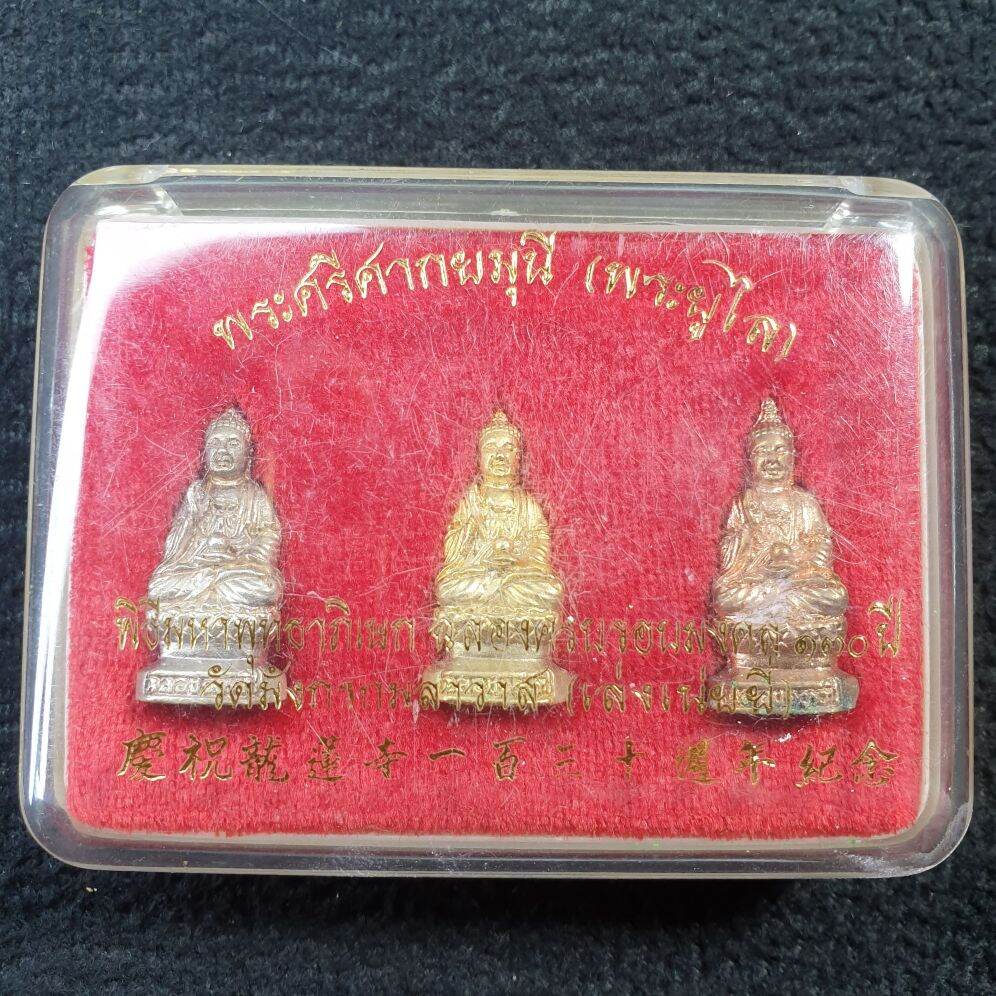 พระศรีศากยมุนี (พระผู้ไล)
พิธีมหาพุทธาภิเษก ฉลองครบรอบมงคล ๑๒๐ ปี
วัดมังกรกมลาวาส (เล่งเน่ยยี่)
慶祝龍蓮寺一百二十週年紀念